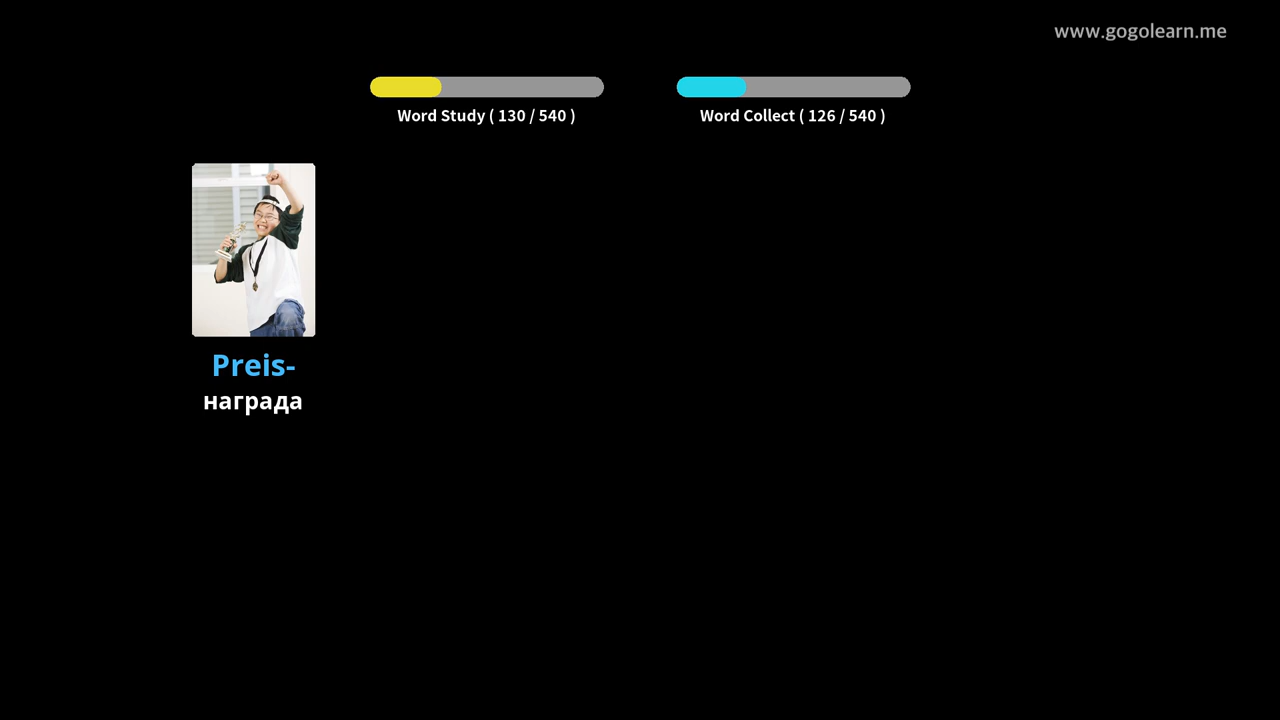 www.gogolearn.me
Word Study ( 130 / 540 )
Word Collect ( 126 / 540 )
Preis-
награда